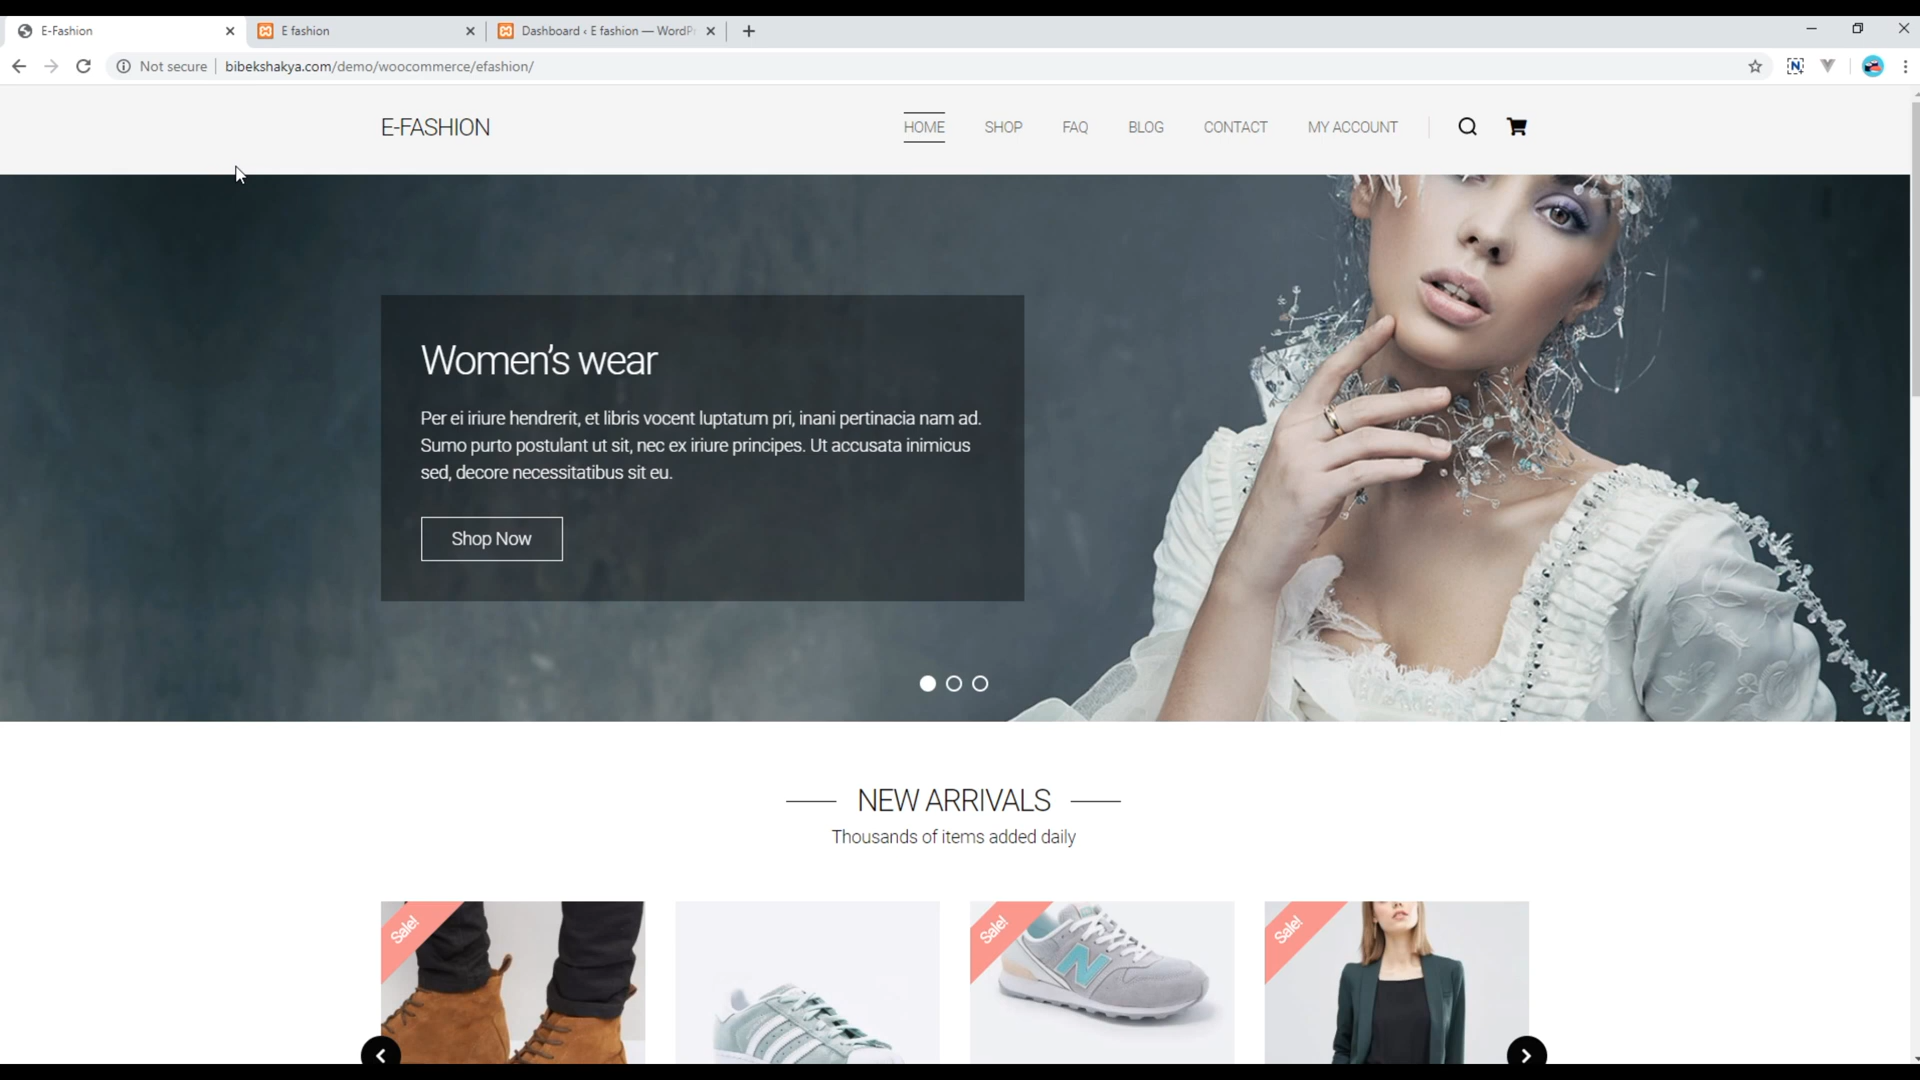 E-Fashion
E fashion
Dashboard ‹ E fashion — WordP
Not secure
bibekshakya.com/demo/woocommerce/efashion/
E-FASHION
HOME
SHOP
FAQ
BLOG
CONTACT
MY ACCOUNT
Women’s wear
Per ei iriure hendrerit, et libris vocent luptatum pri, inani pertinacia nam ad.
Sumo purto postulant ut sit, nec ex iriure principes. Ut accusata inimicus
sed, decore necessitatibus sit eu.
Shop Now
NEW ARRIVALS
Thousands of items added daily
Sale!
Sale!
N
Sale!